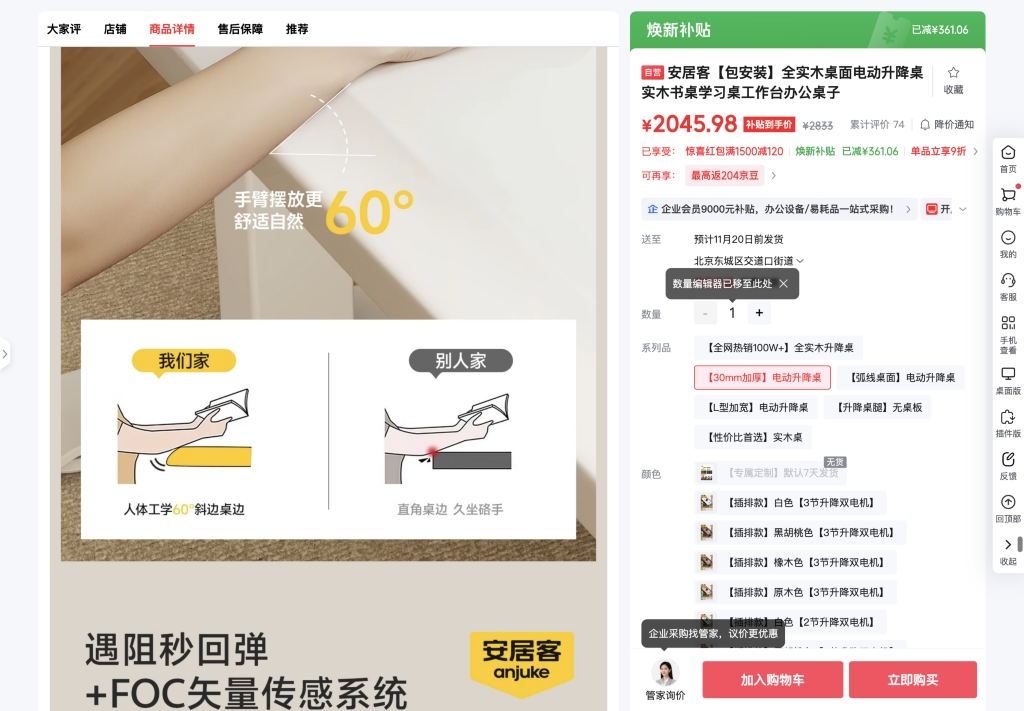 大家评 店铺 商品详情 售后保障 推荐
手臂摆放更
舒适自然
60°
我们家 别人家
人体工学60°斜边桌边 直角桌边 久坐硌手
遇阻秒回弹
+FOC矢量传感系统
安居客
anjuke
焕新补贴 已减¥361.06
自营 安居客【包安装】全实木桌面电动升降桌
实木书桌学习桌工作台办公桌子
收藏
¥2045.98 补贴到手价 ¥2833 累计评价 74 降价通知
已享受： 惊喜红包满1500减120 焕新补贴 已减¥361.06 单品立享9折
可再享： 最高返204京豆
企业会员9000元补贴，办公设备/易耗品一站式采购！ 开.
送至 预计11月20日前发货
北京东城区交道口街道
数量编辑器已移至此处
数量 - 1 +
系列品 【全网热销100W+】全实木升降桌
【30mm加厚】电动升降桌 【弧线桌面】电动升降桌
【L型加宽】电动升降桌 【升降桌腿】无桌板
【性价比首选】实木桌
颜色 【专属定制】默认7天发货 无货
【插排款】白色【3节升降双电机】
【插排款】黑胡桃色【3节升降双电机】
【插排款】橡木色【3节升降双电机】
【插排款】原木色【3节升降双电机】
【插排款】白色【2节升降双电机】
企业采购找管家，议价更优惠
管家询价 加入购物车 立即购买
首页
购物车
我的
客服
手机
查看
桌面版
插件版
反馈
回顶部
收起